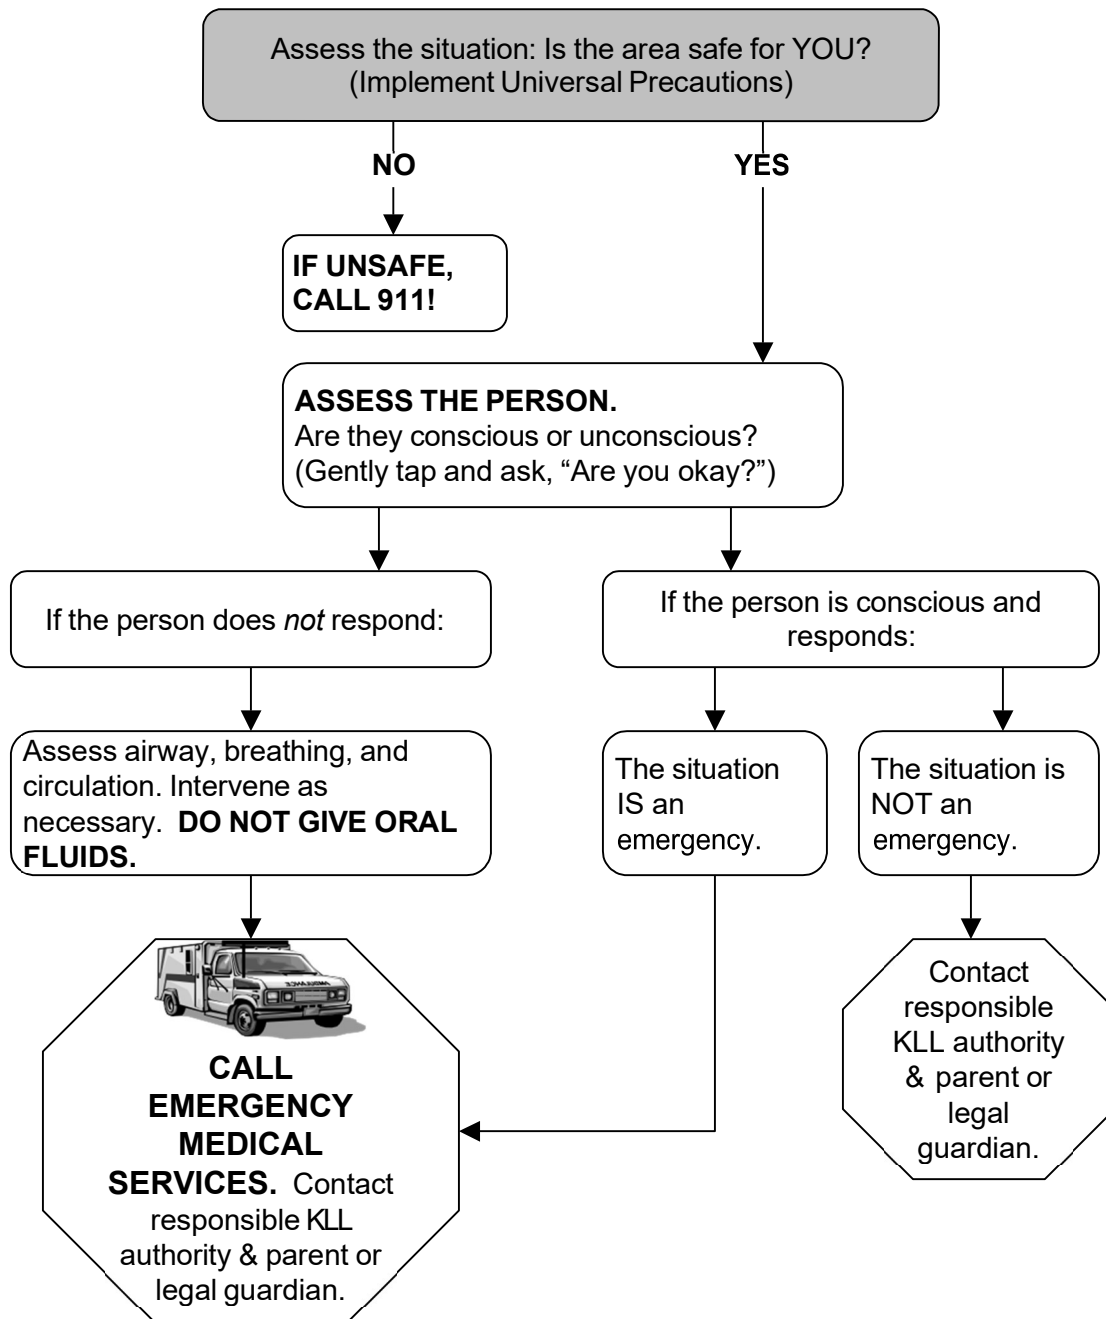 Assess the situation: Is the area safe for YOU?
(Implement Universal Precautions)
NO
YES
IF UNSAFE,
CALL 911!
ASSESS THE PERSON.
Are they conscious or unconscious?
(Gently tap and ask, “Are you okay?”)
If the person does not respond:
If the person is conscious and
responds:
Assess airway, breathing, and
circulation. Intervene as
necessary. DO NOT GIVE ORAL
FLUIDS.
The situation
IS an
emergency.
The situation is
NOT an
emergency.
AMBULANCE
CALL
EMERGENCY
MEDICAL
SERVICES. Contact
responsible KLL
authority & parent or
legal guardian.
Contact
responsible
KLL authority
& parent or
legal
guardian.